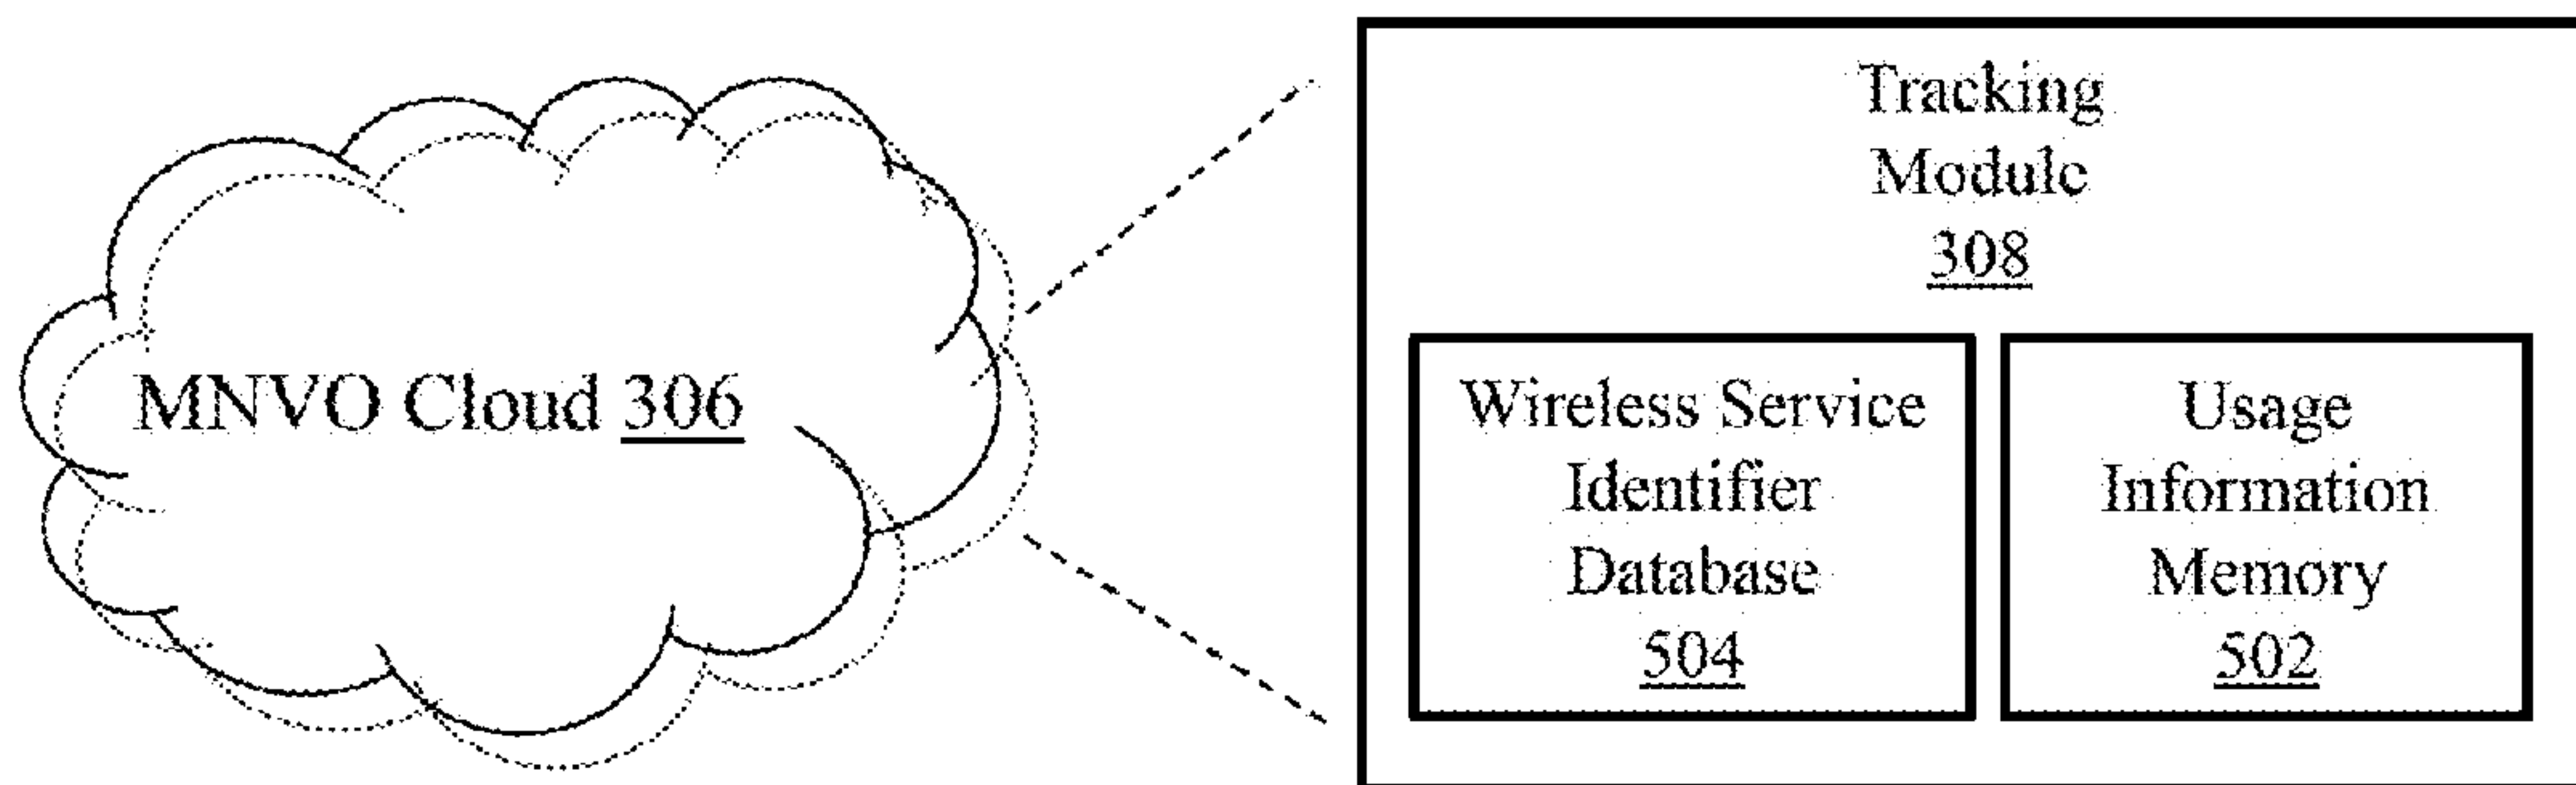 MNVO Cloud 306
Tracking
Module
308
Wireless Service
Identifier
Database
504
Usage
Information
Memory
502